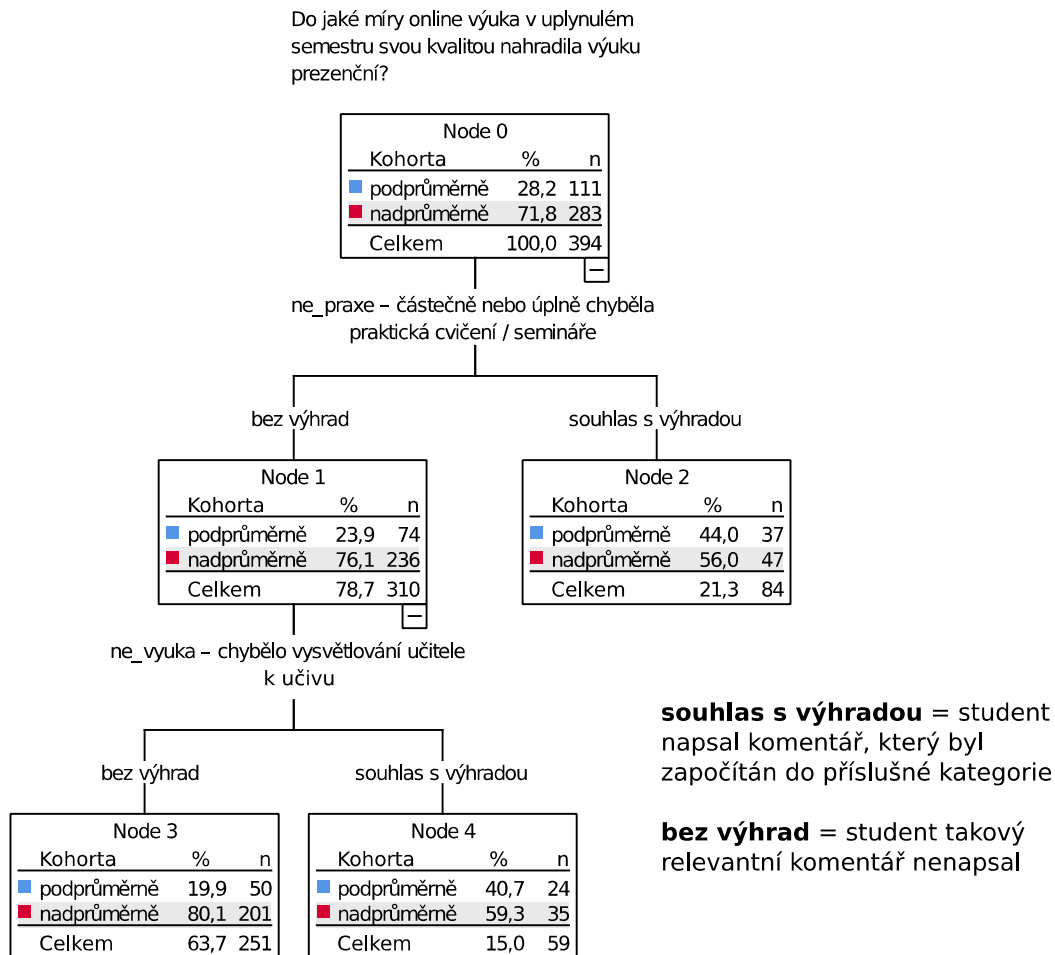 Do jaké míry online výuka v uplynulém
semestru svou kvalitou nahradila výuku
prezenční?
Node 0
Kohorta % n
podprůměrně 28,2 111
nadprůměrně 71,8 283
Celkem 100,0 394
ne_praxe – částečně nebo úplně chyběla
praktická cvičení / semináře
bez výhrad
souhlas s výhradou
Node 1
Kohorta % n
podprůměrně 23,9 74
nadprůměrně 76,1 236
Celkem 78,7 310
Node 2
Kohorta % n
podprůměrně 44,0 37
nadprůměrně 56,0 47
Celkem 21,3 84
ne_vyuka – chybělo vysvětlování učitele
k učivu
bez výhrad
souhlas s výhradou
Node 3
Kohorta % n
podprůměrně 19,9 50
nadprůměrně 80,1 201
Celkem 63,7 251
Node 4
Kohorta % n
podprůměrně 40,7 24
nadprůměrně 59,3 35
Celkem 15,0 59
souhlas s výhradou = student
napsal komentář, který byl
započítán do příslušné kategorie
bez výhrad = student takový
relevantní komentář nenapsal